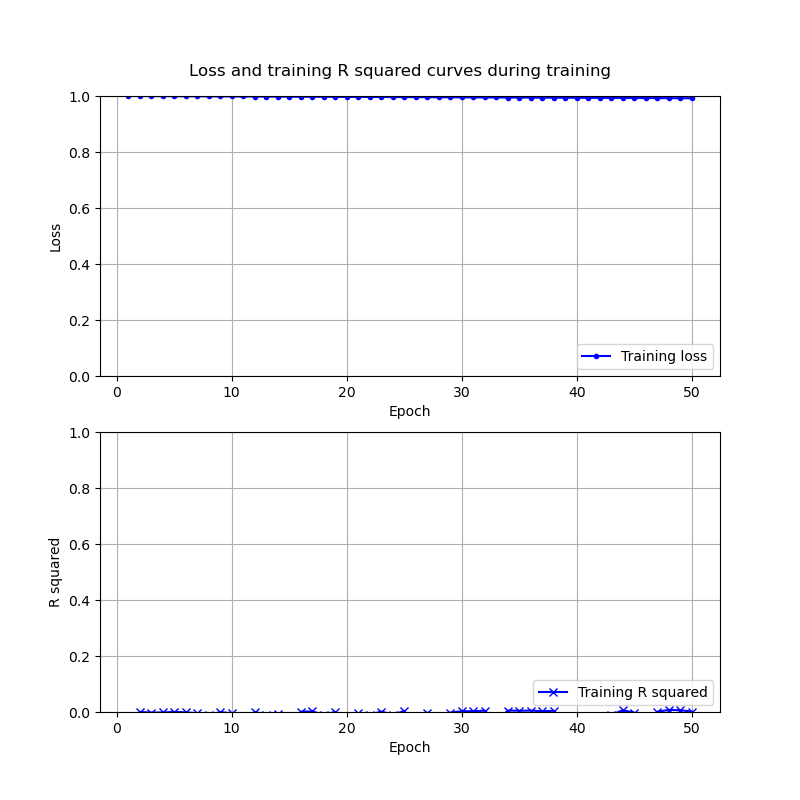 Loss and training R squared curves during training
1.0
0.8
0.6
0.4
0.2
0.0
Loss
Training loss
0 10 20 30 40 50
Epoch
1.0
0.8
0.6
0.4
0.2
0.0
R squared
Training R squared
0 10 20 30 40 50
Epoch